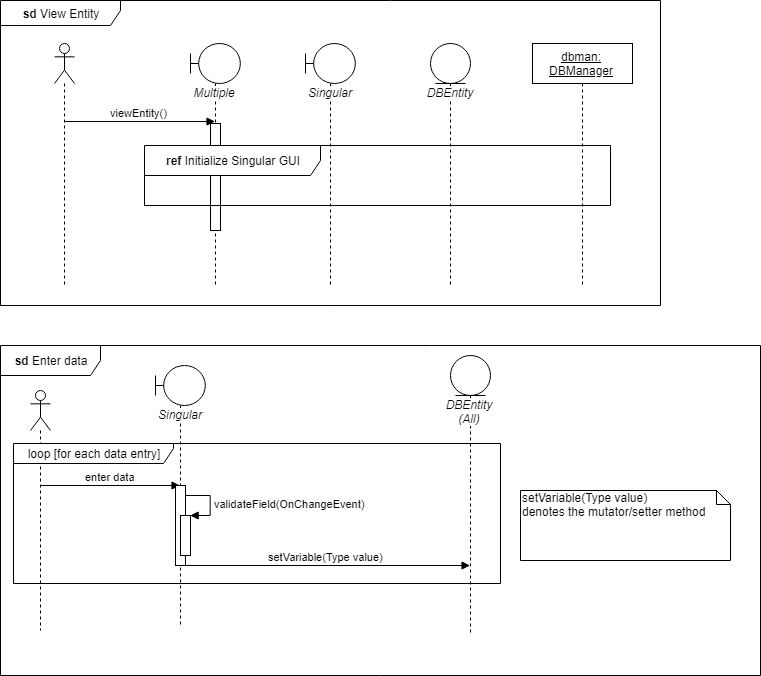 sd View Entity
Multiple
Singular
DBEntity
dbman:
DBManager
viewEntity()
ref Initialize Singular GUI
sd Enter data
Singular
DBEntity
(All)
loop [for each data entry]
enter data
validateField(OnChangeEvent)
setVariable(Type value)
setVariable(Type value)
denotes the mutator/setter method